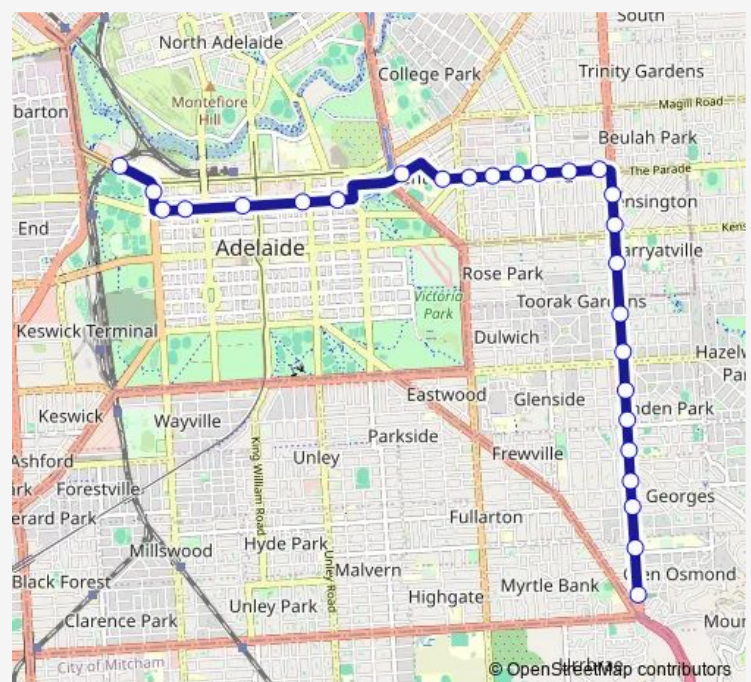 South
North Adelaide
College Park
Trinity Gardens
Montefiore
Hill
Magill Road
barton
Beulah Park
The Parade
ensington
End
Kens
Adelaide
arryatville
Rose Park
Victoria
Park
Toorak Gardens
Keswick Terminal
Dulwich
Hazelw
Par
Eastwood
Glenside
nden Park
Keswick
Wayville
King William Road
Parkside
Unley
Frewville
Ashford
rk
Forestville
Georges
erard Park
Fullarton
Millswood
Hyde Park
Unley Road
Malvern
Glen Osmond
Black Forest
Myrtle Bank
Highgate
Unley Park
Clarence Park
Mour
City of Mitcham
Urrbrae
© OpenStreetMap contributors